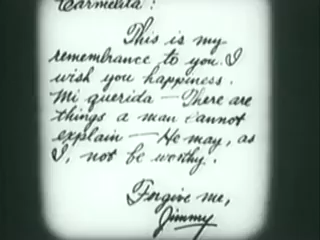 Carmelita:
This is my
remembrance to you. I
wish you happiness.
Mi querida — There are
things a man cannot
explain — He may, as
I, not be worthy.
Forgive me,
Jimmy